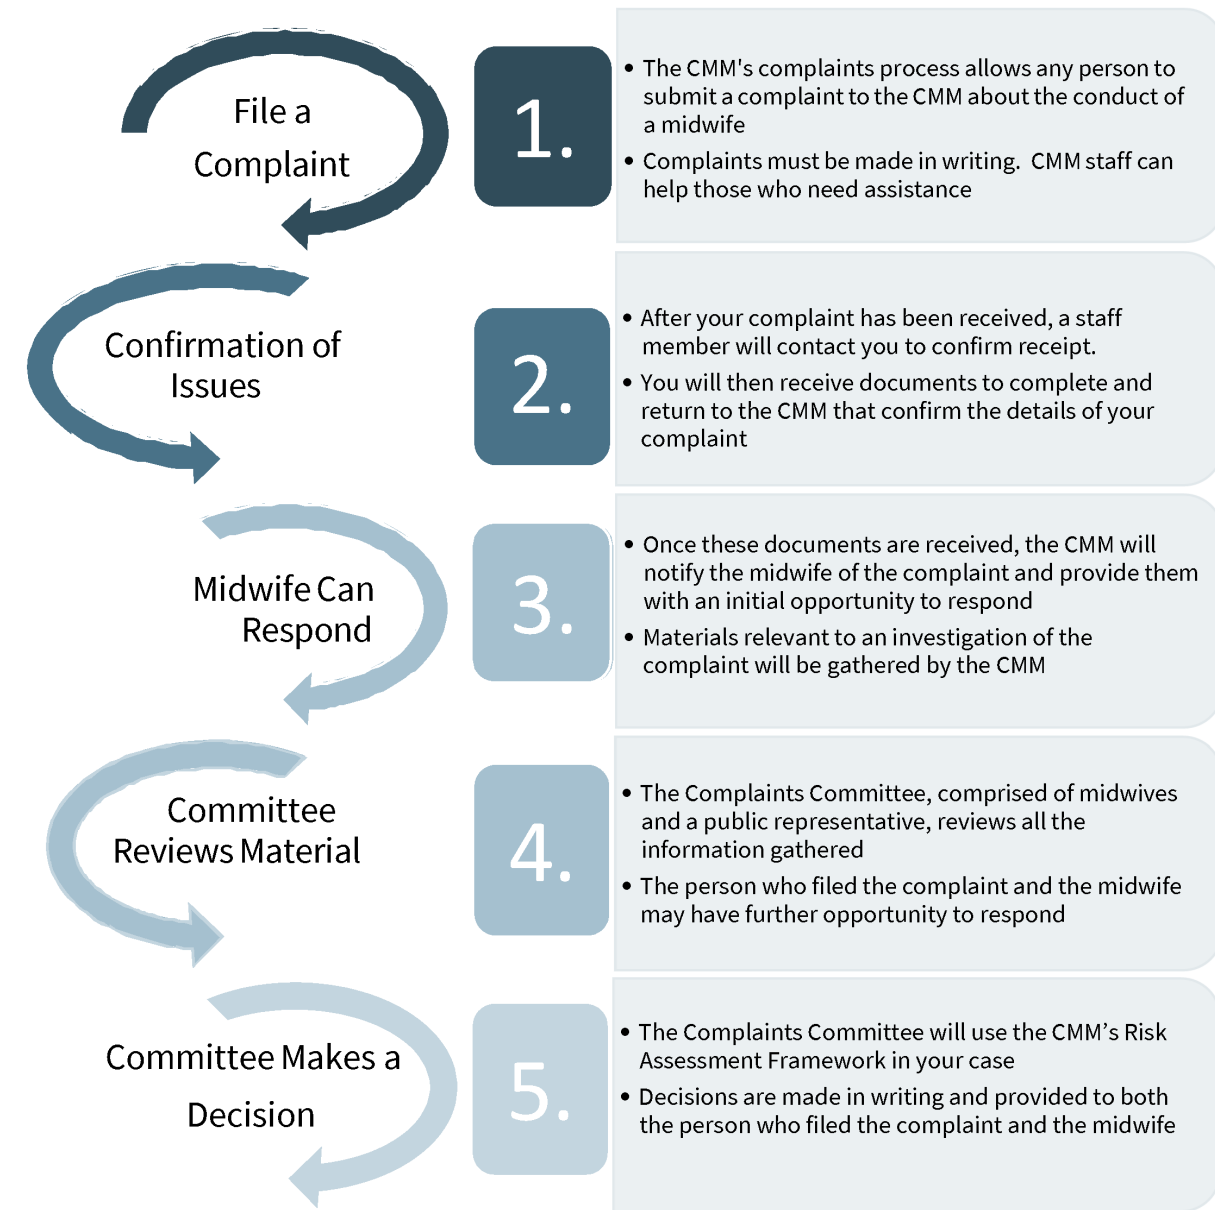 File a
Complaint
1.
• The CMM's complaints process allows any person to
submit a complaint to the CMM about the conduct of
a midwife
• Complaints must be made in writing.  CMM staff can
help those who need assistance
Confirmation of
Issues
2.
• After your complaint has been received, a staff
member will contact you to confirm receipt.
• You will then receive documents to complete and
return to the CMM that confirm the details of your
complaint
Midwife Can
Respond
3.
• Once these documents are received, the CMM will
notify the midwife of the complaint and provide them
with an initial opportunity to respond
• Materials relevant to an investigation of the
complaint will be gathered by the CMM
Committee
Reviews Material
4.
• The Complaints Committee, comprised of midwives
and a public representative, reviews all the
information gathered
• The person who filed the complaint and the midwife
may have further opportunity to respond
Committee Makes a
Decision
5.
• The Complaints Committee will use the CMM’s Risk
Assessment Framework in your case
• Decisions are made in writing and provided to both
the person who filed the complaint and the midwife